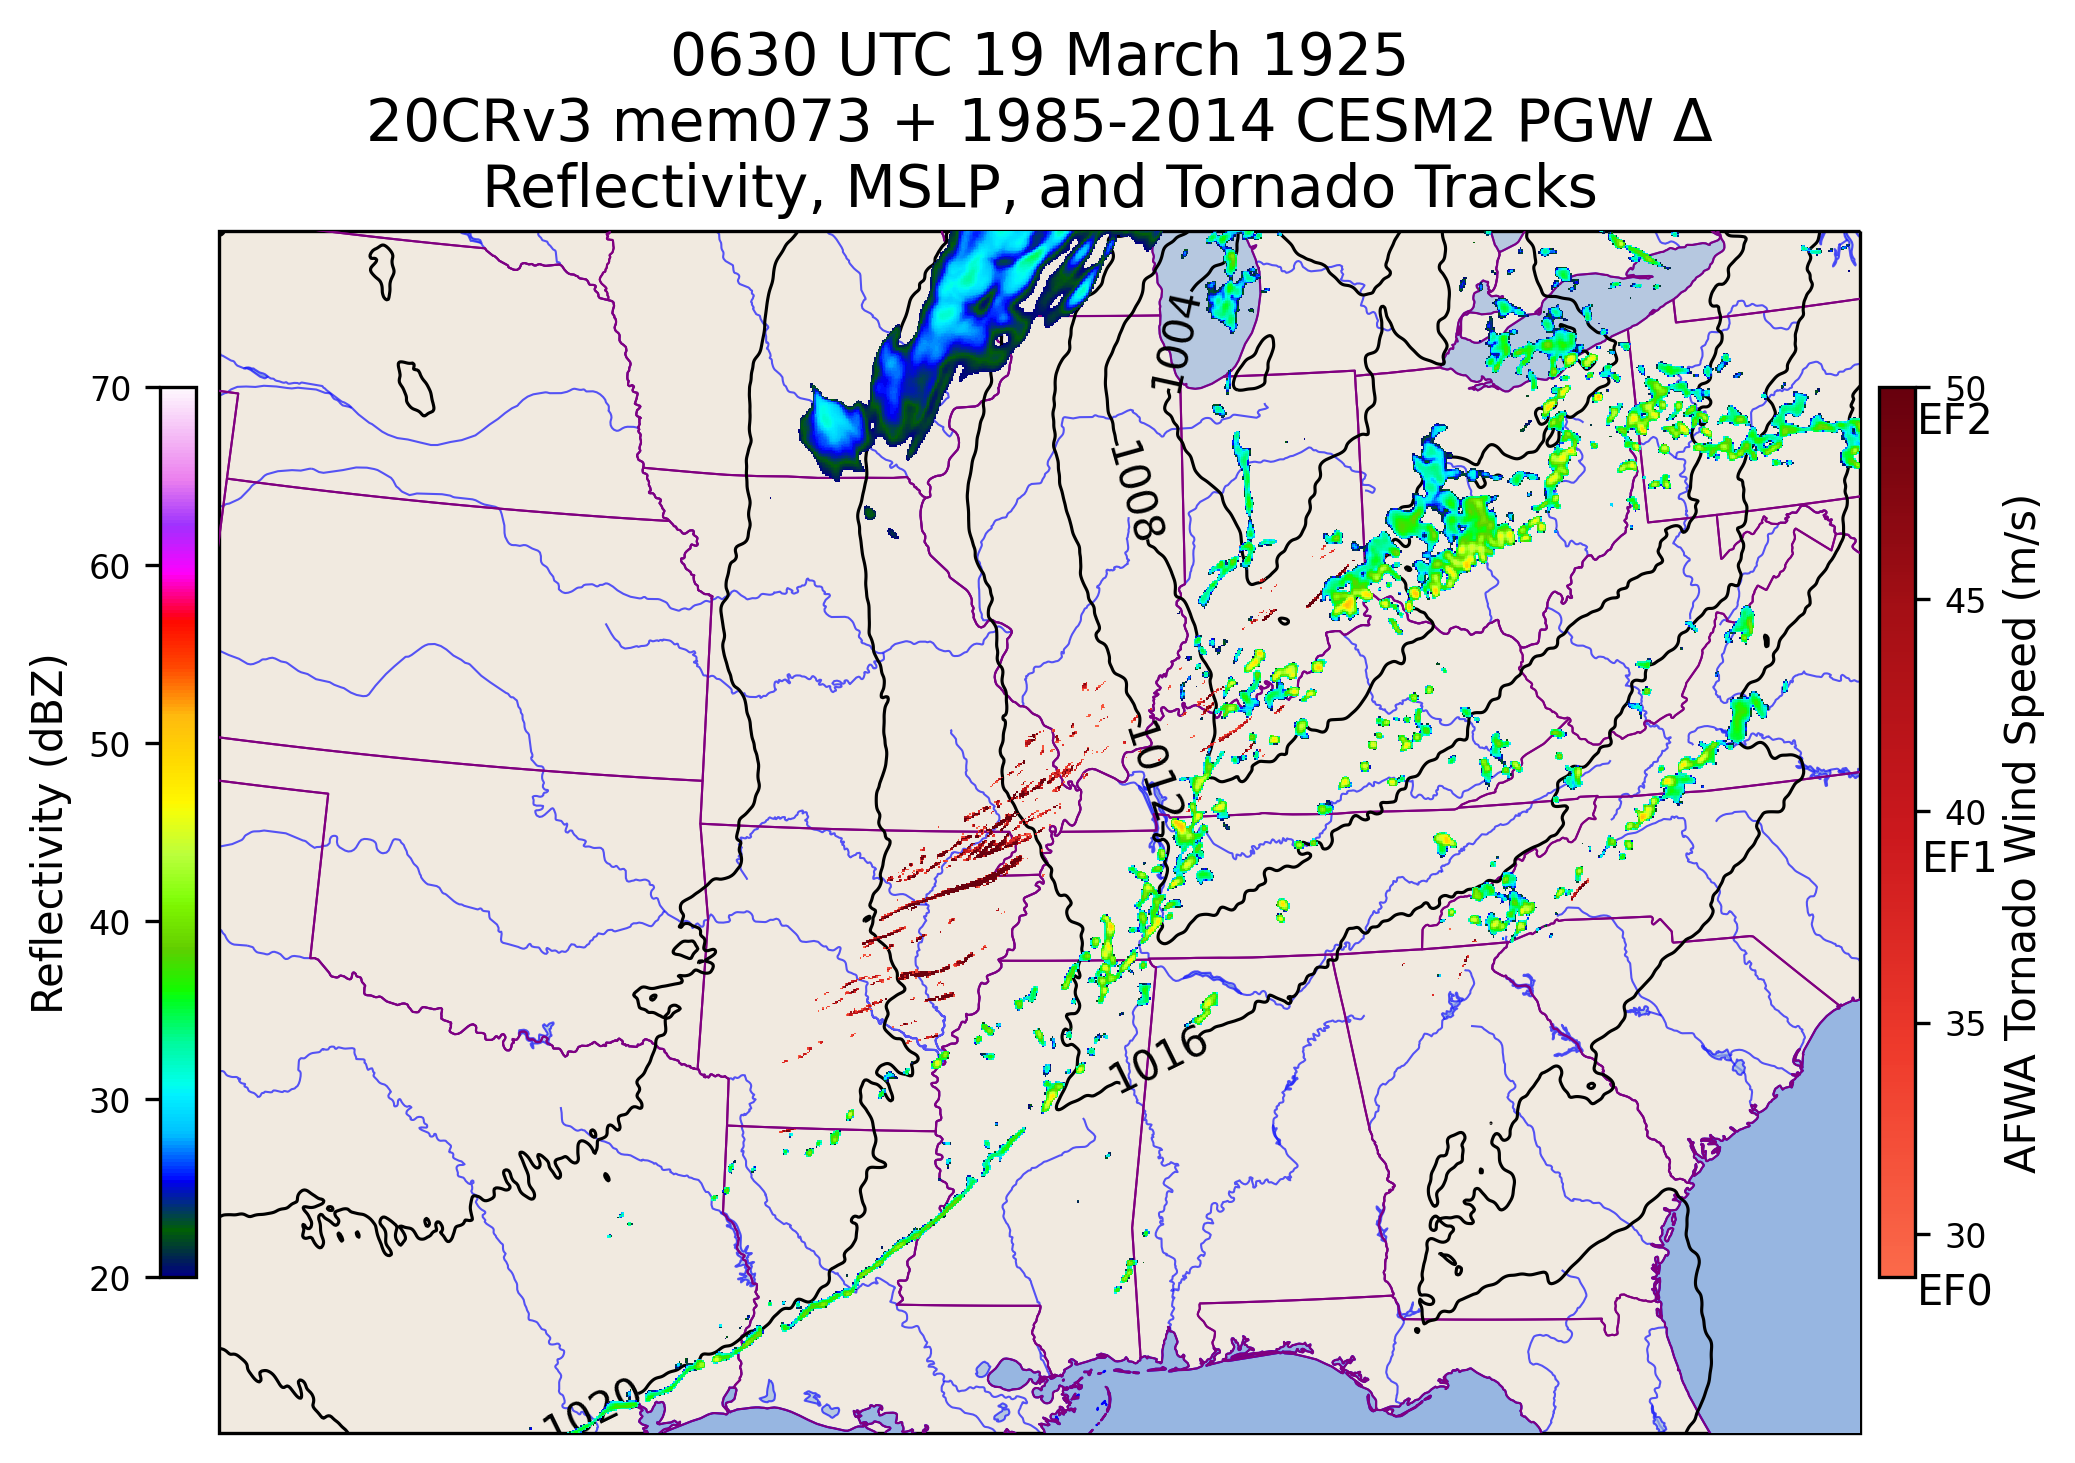 0630 UTC 19 March 1925
20CRv3 mem073 + 1985-2014 CESM2 PGW Δ
Reflectivity, MSLP, and Tornado Tracks
Reflectivity (dBZ)
70
60
50
40
30
20
1004
1008
1012
1016
1020
50
EF2
45
40
EF1
35
30
EF0
AFWA Tornado Wind Speed (m/s)